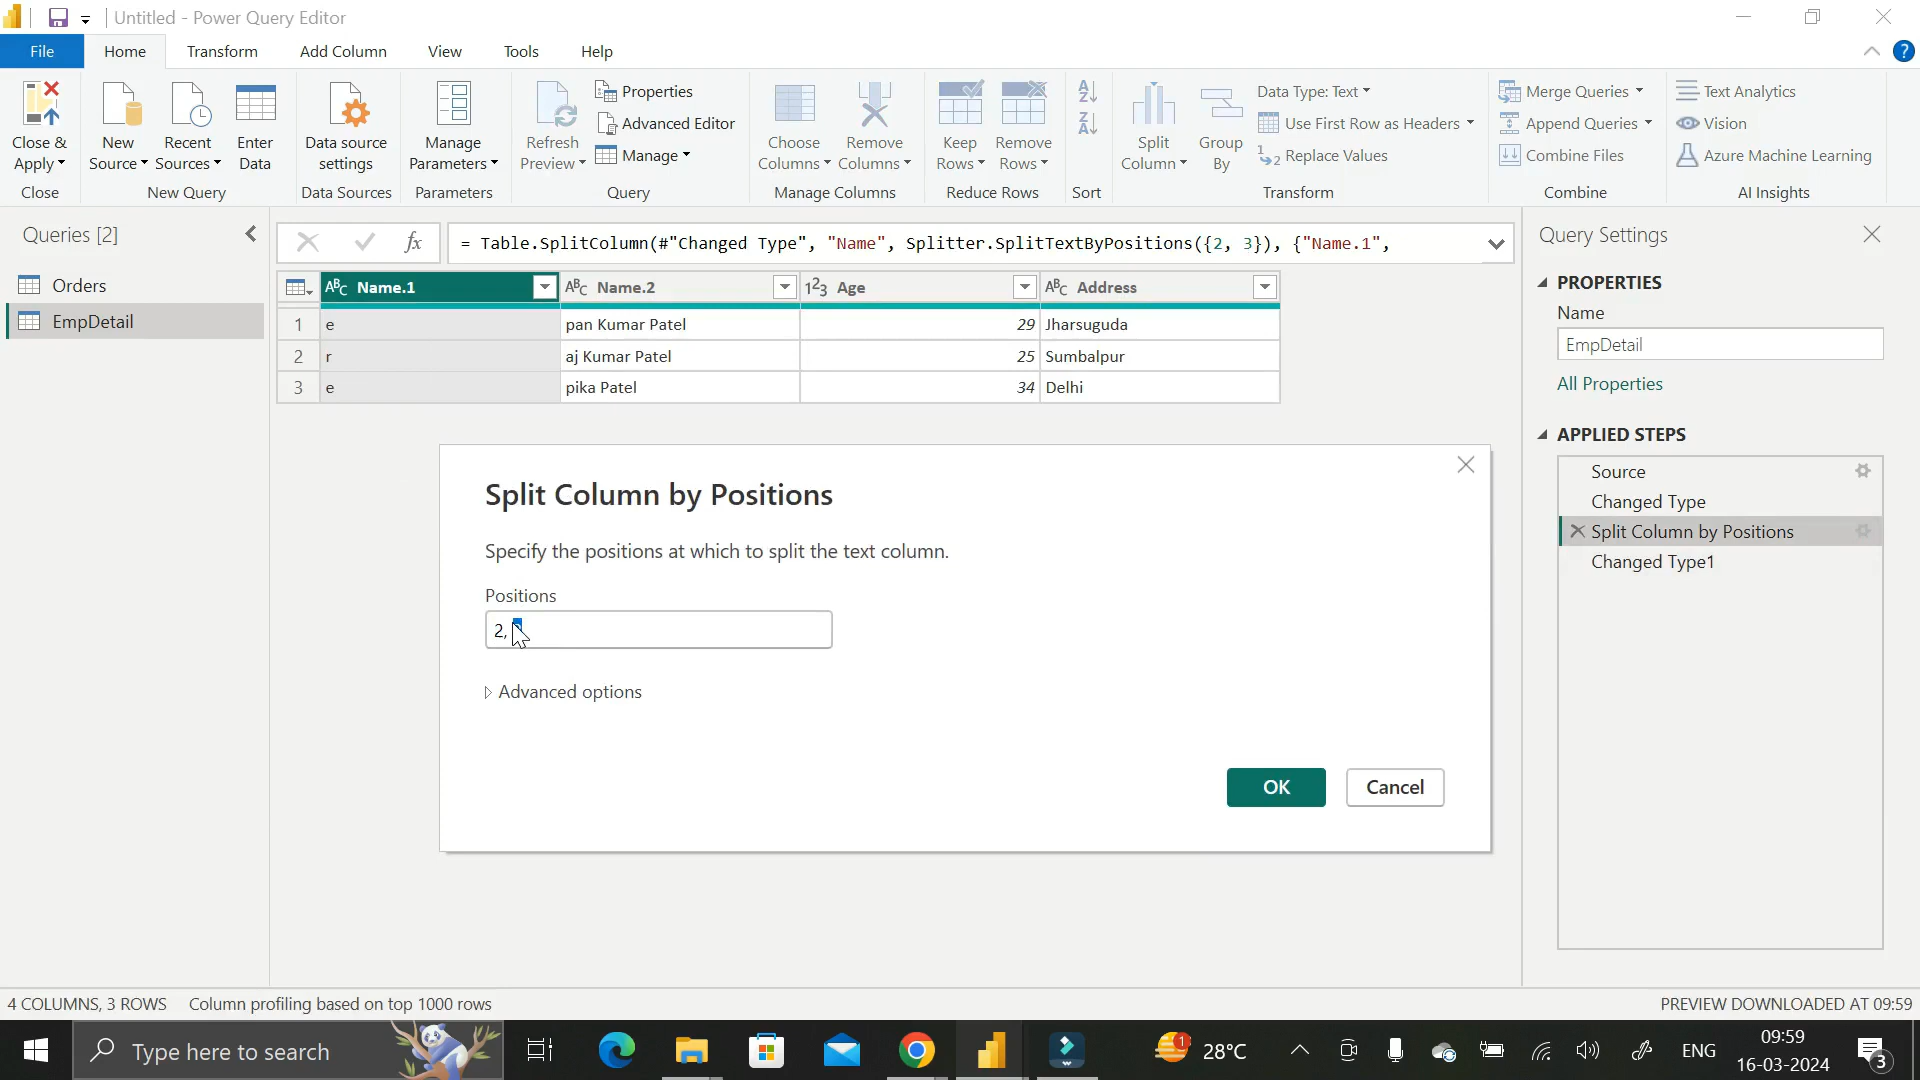 Untitled - Power Query Editor
File Home Transform Add Column View Tools Help
Close & Apply
Close
New Source
Recent Sources
Enter Data
New Query
Data source settings
Data Sources
Manage Parameters
Parameters
Refresh Preview
Properties
Advanced Editor
Manage
Query
Choose Columns
Remove Columns
Manage Columns
Keep Rows
Remove Rows
Reduce Rows
Sort
Split Column
Group By
Data Type: Text
Use First Row as Headers
Replace Values
Transform
Merge Queries
Append Queries
Combine Files
Combine
Text Analytics
Vision
Azure Machine Learning
AI Insights
Queries [2]
Orders
EmpDetail
fx = Table.SplitColumn(#"Changed Type", "Name", Splitter.SplitTextByPositions({2, 3}), {"Name.1",
ABC Name.1 ABC Name.2 123 Age ABC Address
1 e pan Kumar Patel 29 Jharsuguda
2 r aj Kumar Patel 25 Sumbalpur
3 e pika Patel 34 Delhi
Split Column by Positions
Specify the positions at which to split the text column.
Positions
2,
Advanced options
OK Cancel
Query Settings
PROPERTIES
Name
EmpDetail
All Properties
APPLIED STEPS
Source
Changed Type
Split Column by Positions
Changed Type1
4 COLUMNS, 3 ROWS Column profiling based on top 1000 rows
PREVIEW DOWNLOADED AT 09:59
Type here to search
1
28°C
ENG
09:59
16-03-2024
3